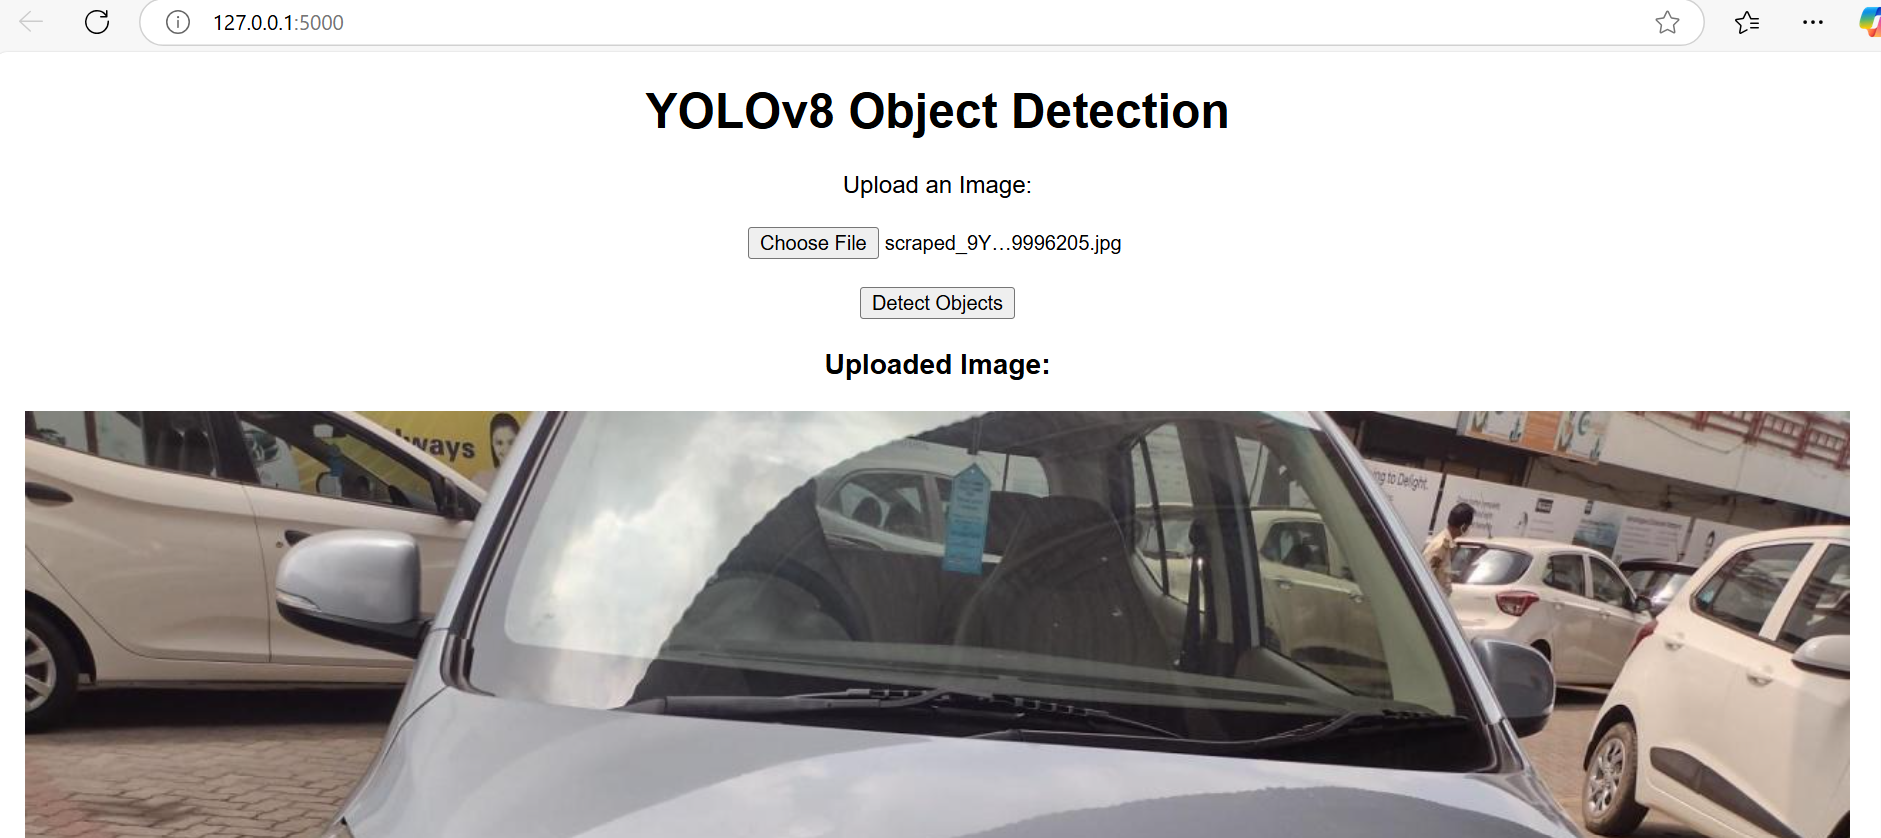 127.0.0.1:5000
YOLOv8 Object Detection
Upload an Image:
Choose File scraped_9Y...9996205.jpg
Detect Objects
Uploaded Image:
ways
ng to Delight.